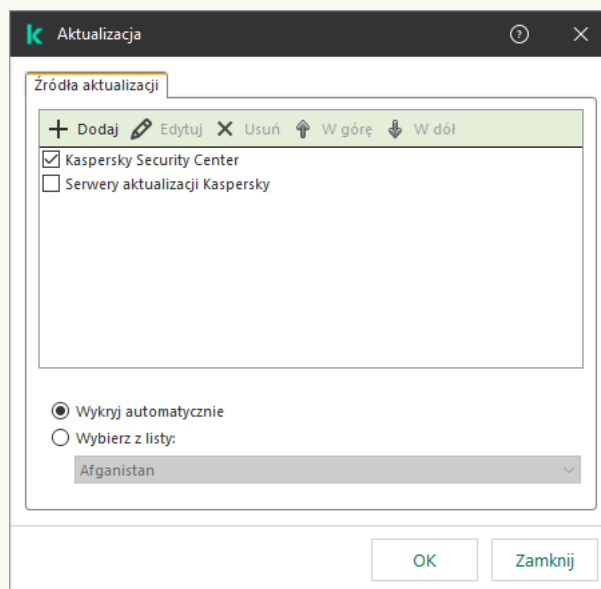 Aktualizacja
Źródła aktualizacji
Dodaj Edytuj Usuń W górę W dół
Kaspersky Security Center
Serwery aktualizacji Kaspersky
Wykryj automatycznie
Wybierz z listy:
Afganistan
OK Zamknij